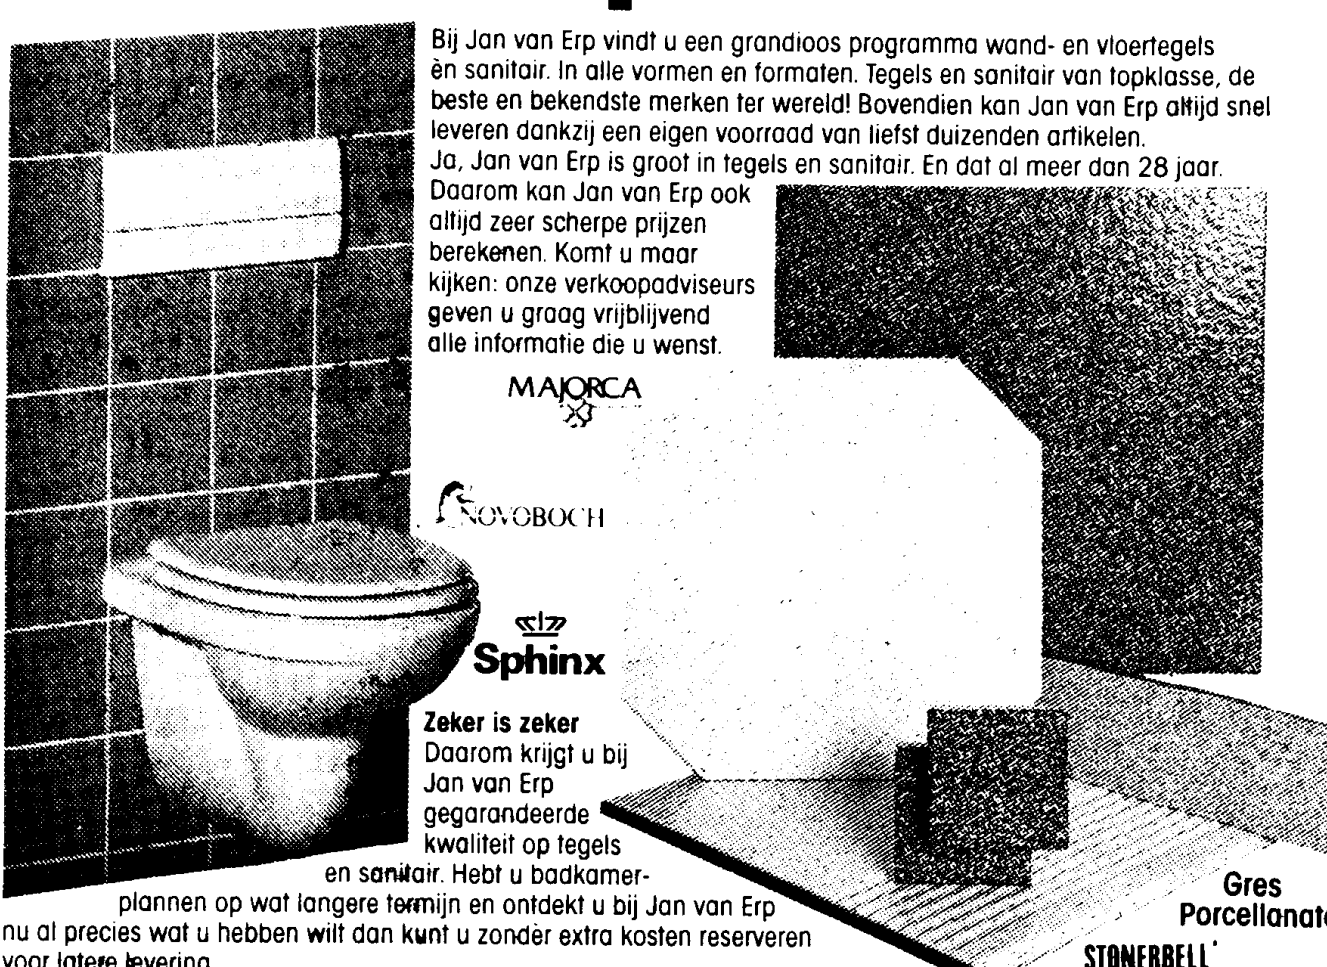 Bij Jan van Erp vindt u een grandioos programma wand- en vloertegels
èn sanitair. In alle vormen en formaten. Tegels en sanitair van topklasse, de
beste en bekendste merken ter wereld! Bovendien kan Jan van Erp altijd snel
leveren dankzij een eigen voorraad van liefst duizenden artikelen.
Ja, Jan van Erp is groot in tegels en sanitair. En dat al meer dan 28 jaar.
Daarom kan Jan van Erp ook
altijd zeer scherpe prijzen
berekenen. Komt u maar
kijken: onze verkoopadviseurs
geven u graag vrijblijvend
alle informatie die u wenst.
MAJORCA
NOVOBOCH
Sphinx
Zeker is zeker
Daarom krijgt u bij
Jan van Erp
gegarandeerde
kwaliteit op tegels
en sanitair. Hebt u badkamer-
plannen op wat langere termijn en ontdekt u bij Jan van Erp
nu al precies wat u hebben wilt dan kunt u zondèr extra kosten reserveren
voor latere levering
Gres
Porcellanato
STONERBELL